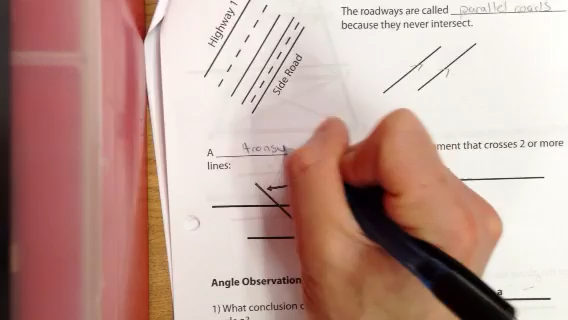 Highway 1
Side Road
The roadways are called parallel roads
because they never intersect.
A ment that crosses 2 or more
lines:
Angle Observation
1) What conclusion
a